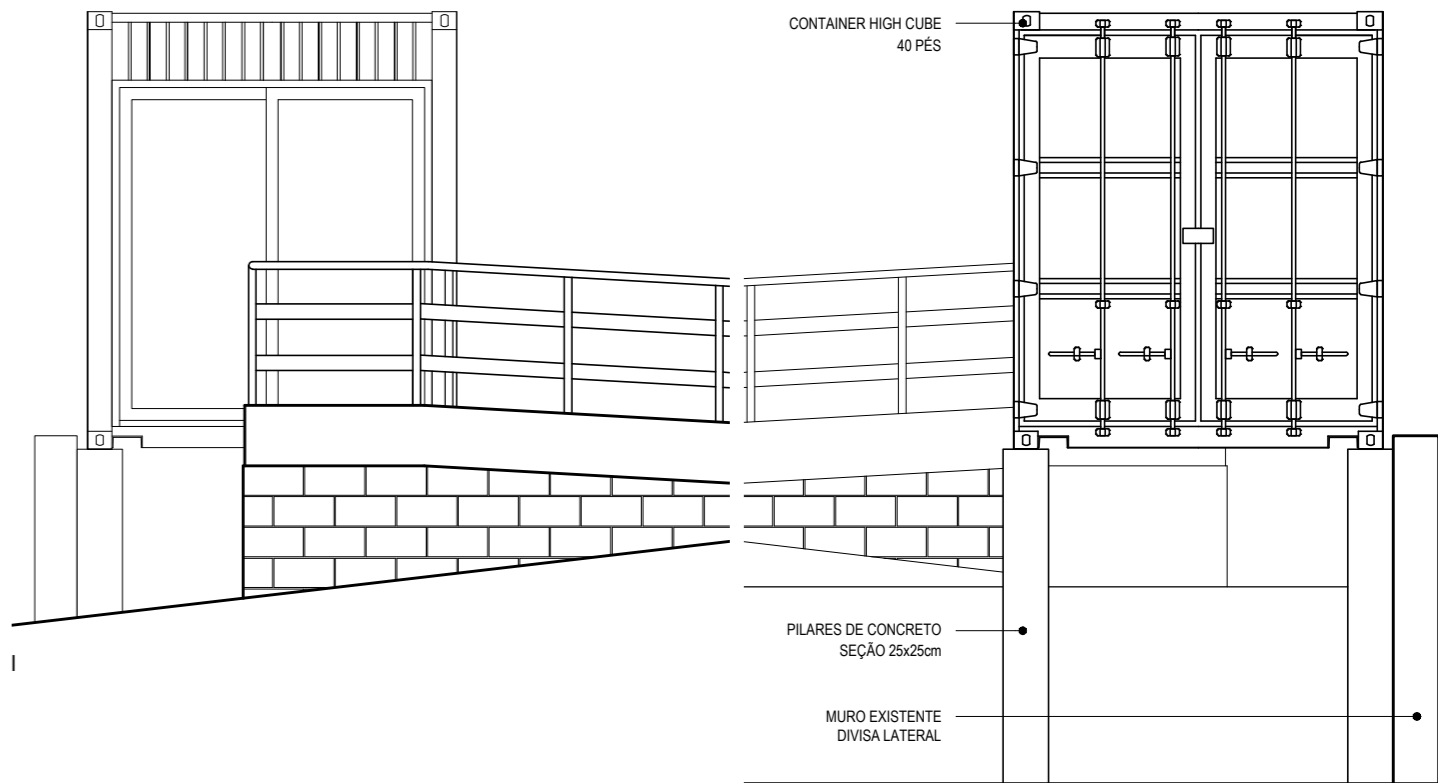 CONTAINER HIGH CUBE
40 PÉS
PILARES DE CONCRETO
SEÇÃO 25x25cm
MURO EXISTENTE
DIVISA LATERAL